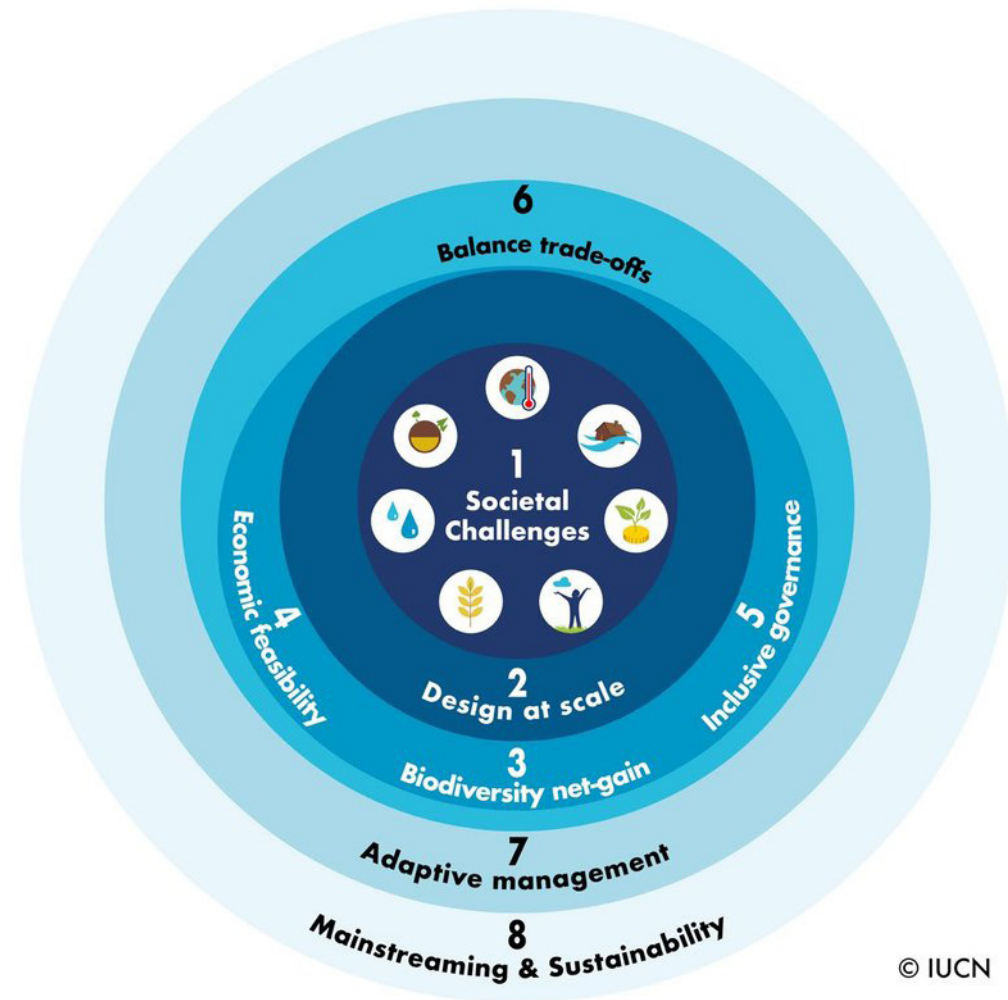 6
Balance trade-offs
1
Societal
Challenges
4
Economic feasibility
5
Inclusive governance
2
Design at scale
3
Biodiversity net-gain
7
Adaptive management
8
Mainstreaming & Sustainability
© IUCN